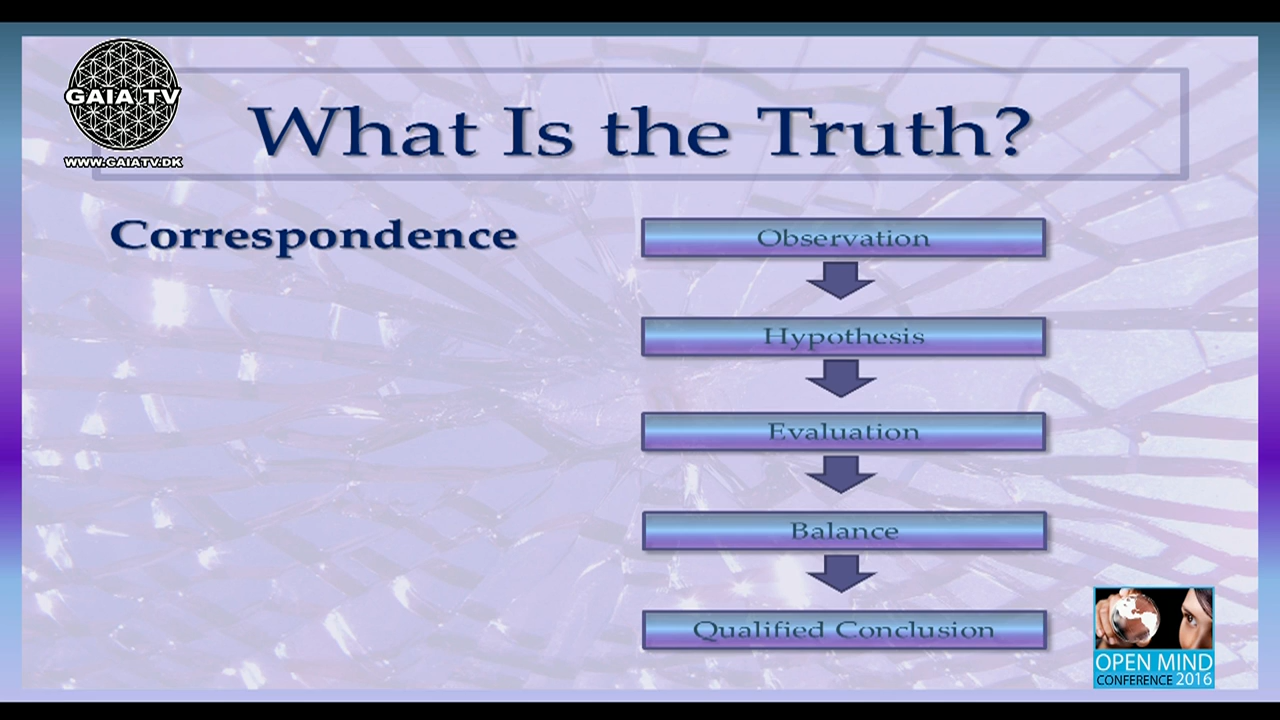 GAIA TV
WWW.GAIATV.DK
What Is the Truth?
Correspondence
Observation
Hypothesis
Evaluation
Balance
Qualified Conclusion
OPEN MIND
CONFERENCE 2016